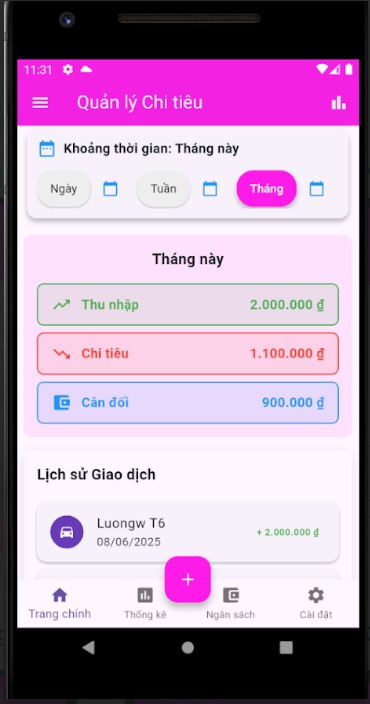 11:31
Quản lý Chi tiêu
Khoảng thời gian: Tháng này
Ngày Tuần Tháng
Tháng này
Thu nhập 2.000.000 ₫
Chi tiêu 1.100.000 ₫
Cân đối 900.000 ₫
Lịch sử Giao dịch
Luongw T6
08/06/2025
+ 2.000.000 ₫
+
Trang chính Thống kê Ngân sách Cài đặt